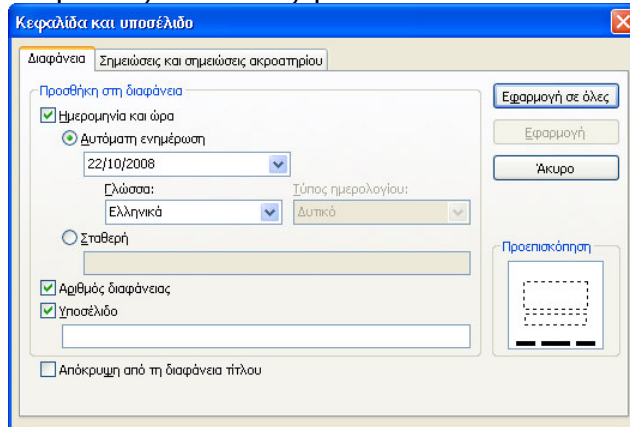 Κεφαλίδα και υποσέλιδο
Διαφάνεια Σημειώσεις και σημειώσεις ακροατηρίου
Προσθήκη στη διαφάνεια
Ημερομηνία και ώρα
Αυτόματη ενημέρωση
22/10/2008
Γλώσσα: Τύπος ημερολογίου:
Ελληνικά Δυτικό
Σταθερή
Αριθμός διαφάνειας
Υποσέλιδο
Απόκρυψη από τη διαφάνεια τίτλου
Εφαρμογή σε όλες
Εφαρμογή
Άκυρο
Προεπισκόπηση